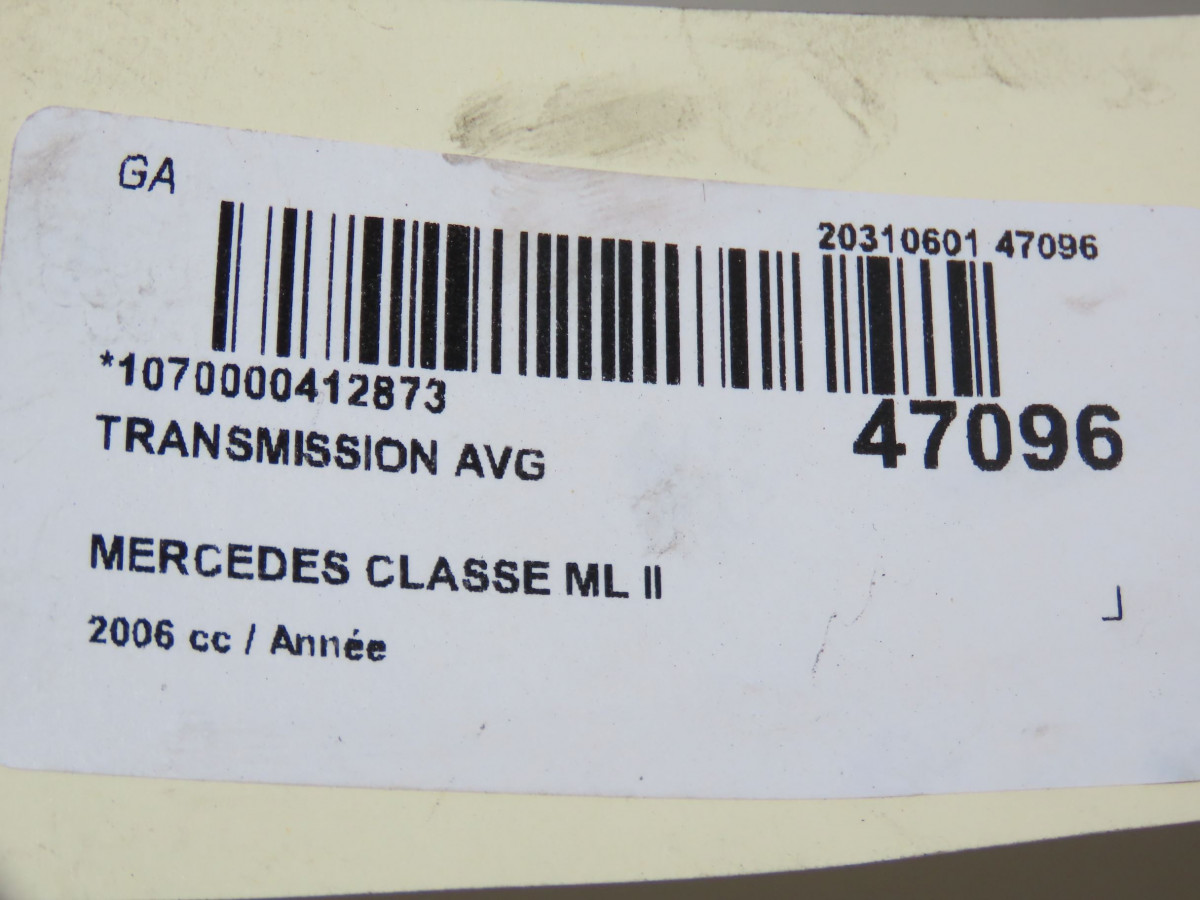 GA
20310601 47096
*1070000412873
47096
TRANSMISSION AVG
MERCEDES CLASSE ML II
2006 cc / Année